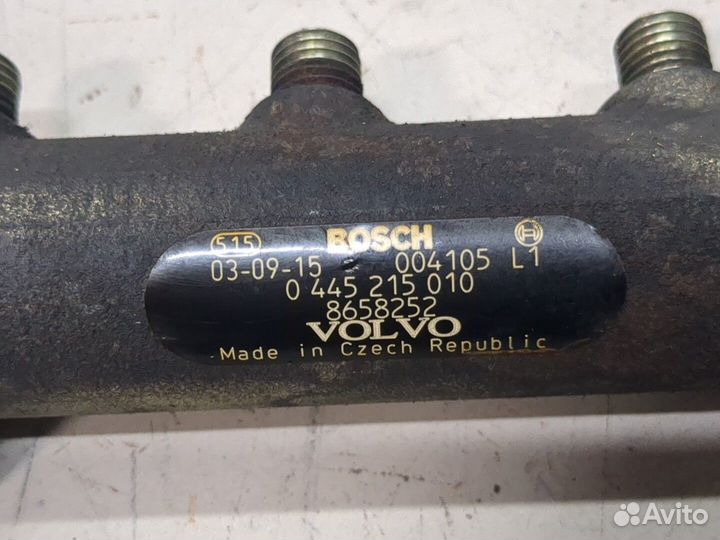 515 BOSCH
03-09-15 004105 L1
0 445 215 010
8658252
VOLVO
Made in Czech Republic
Avito